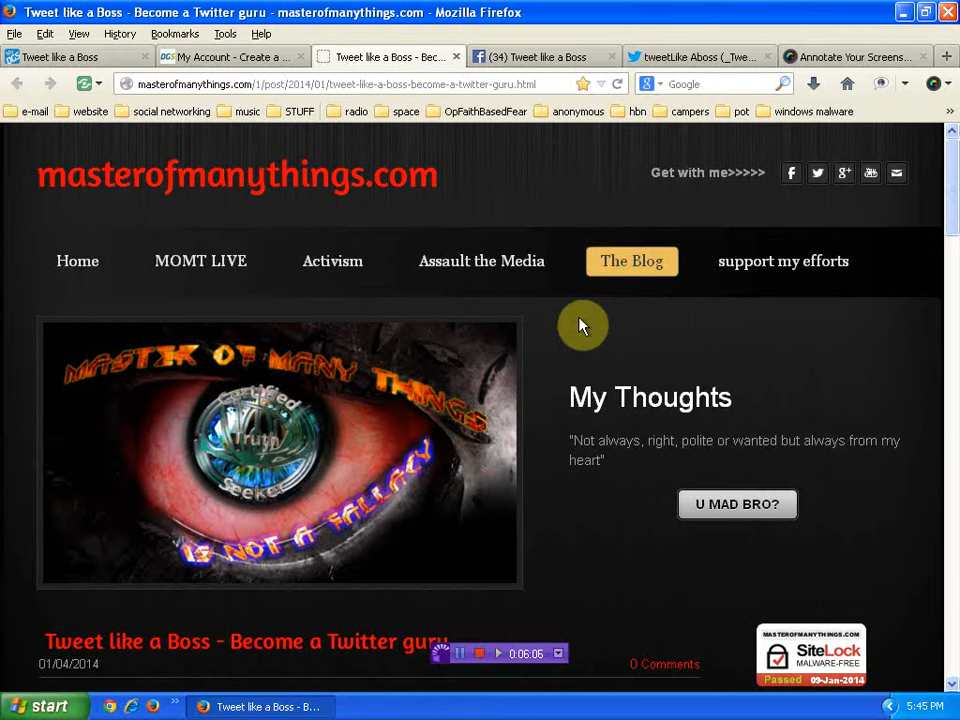 Tweet like a Boss - Become a Twitter guru - masterofmanythings.com - Mozilla Firefox
File Edit View History Bookmarks Tools Help
Tweet like a Boss
My Account - Create a ...
Tweet like a Boss - Bec...
(34) Tweet like a Boss
tweetLike Aboss (_Twe...
Annotate Your Screens...
masterofmanythings.com/1/post/2014/01/tweet-like-a-boss-become-a-twitter-guru.html
Google
e-mail website social networking music STUFF radio space OpFaithBasedFear anonymous hbn campers pot windows malware
masterofmanythings.com
Get with me>>>>>
Home MOMT LIVE Activism Assault the Media The Blog support my efforts
MASTER OF MANY THINGS
Certified
Truth
Seeker
IS NOT A FALLACY
My Thoughts
"Not always, right, polite or wanted but always from my
heart"
U MAD BRO?
Tweet like a Boss - Become a Twitter guru
01/04/2014
0 Comments
0:06:05
MASTEROFMANYTHINGS.COM
SiteLock
MALWARE-FREE
Passed 09-Jan-2014
start
Tweet like a Boss - B...
5:45 PM